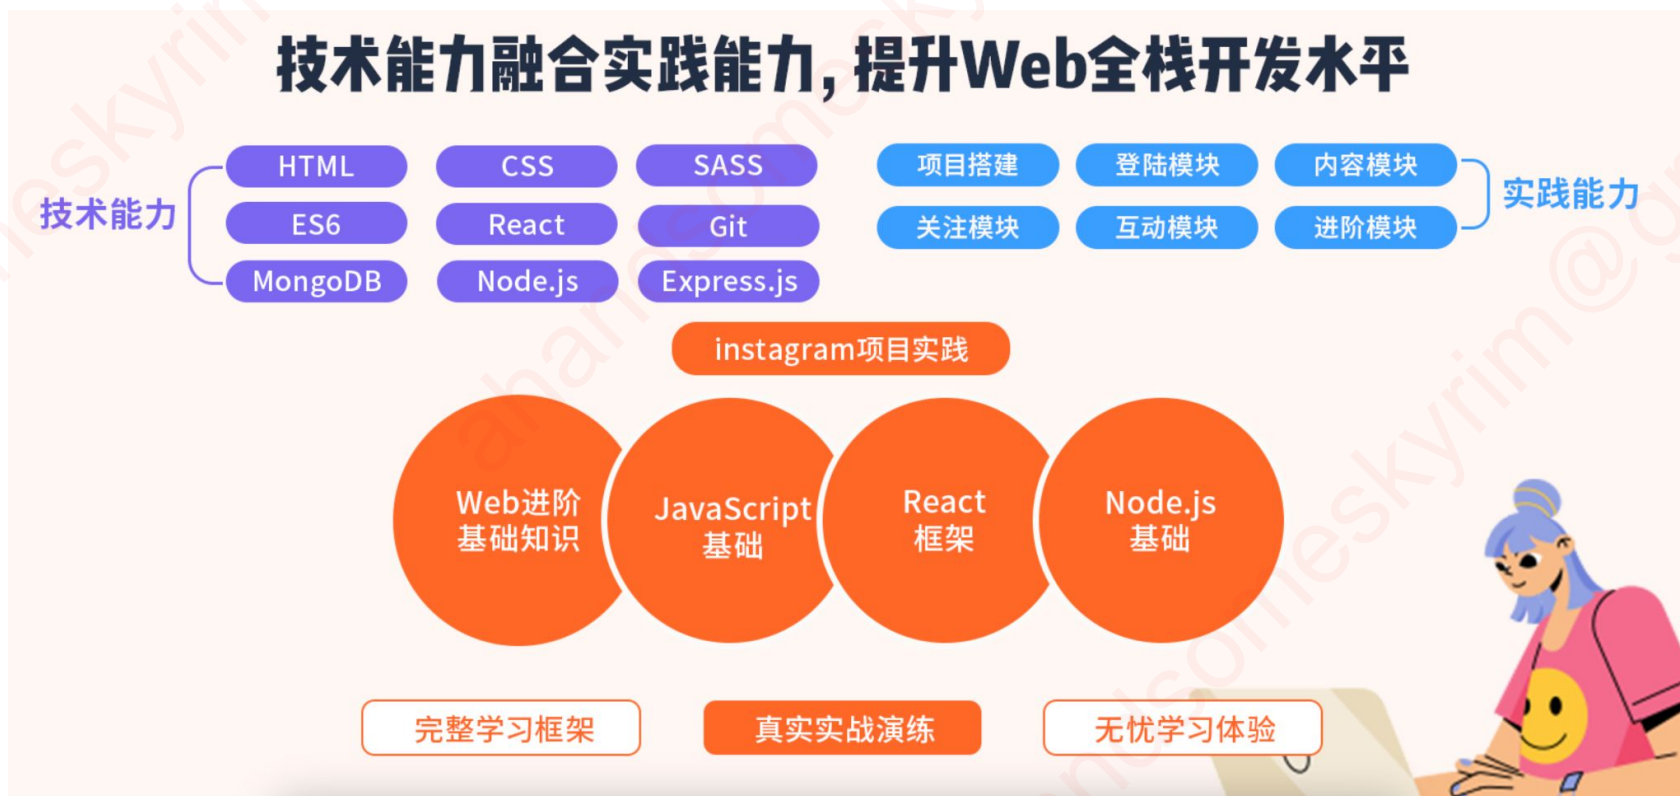 技术能力融合实践能力，提升Web全栈开发水平
技术能力
HTML
CSS
SASS
ES6
React
Git
MongoDB
Node.js
Express.js
项目搭建
登陆模块
内容模块
关注模块
互动模块
进阶模块
实践能力
instagram项目实践
Web进阶
基础知识
JavaScript
基础
React
框架
Node.js
基础
完整学习框架
真实实战演练
无忧学习体验
ahandsomeskyrim@g